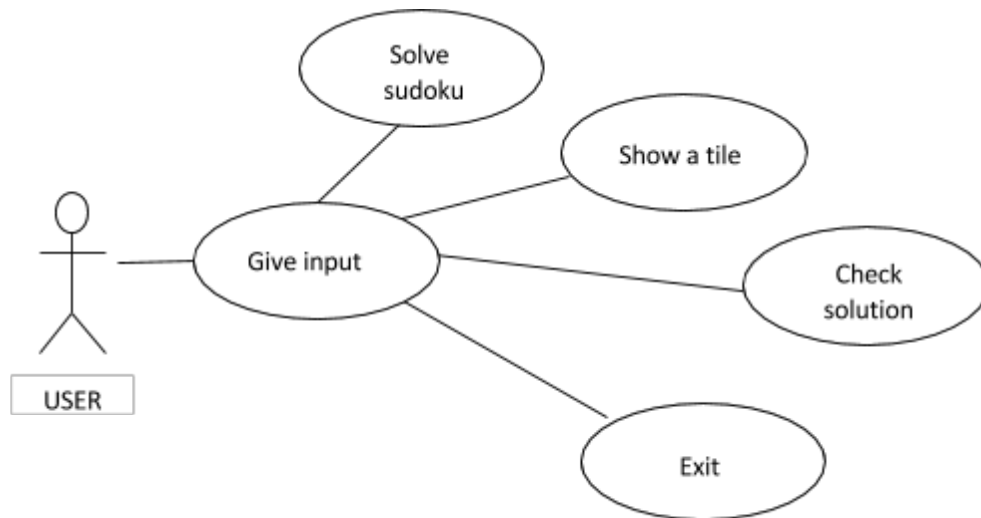 Solve
sudoku
Show a tile
Give input
Check
solution
USER
Exit